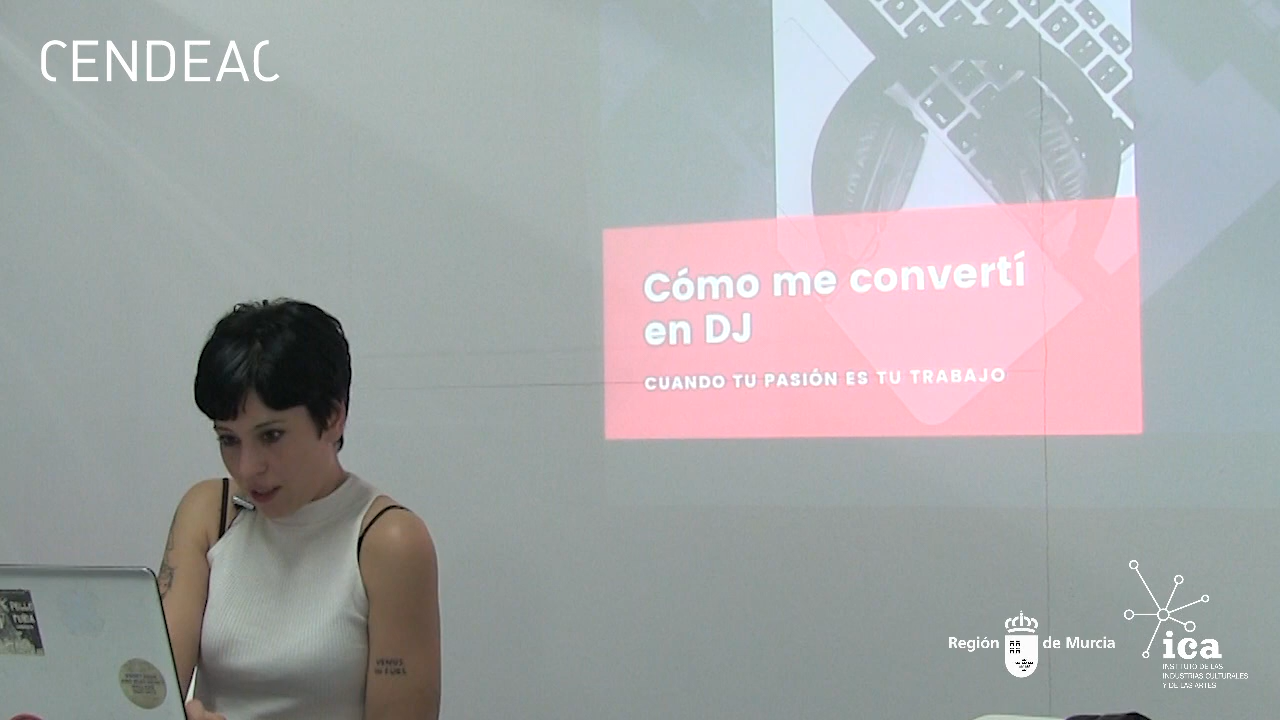 CENDEAC
Cómo me convertí
en DJ
CUANDO TU PASIÓN ES TU TRABAJO
Región de Murcia
ica
INSTITUTO DE LAS
INDUSTRIAS CULTURALES
Y DE LAS ARTES
VENUS